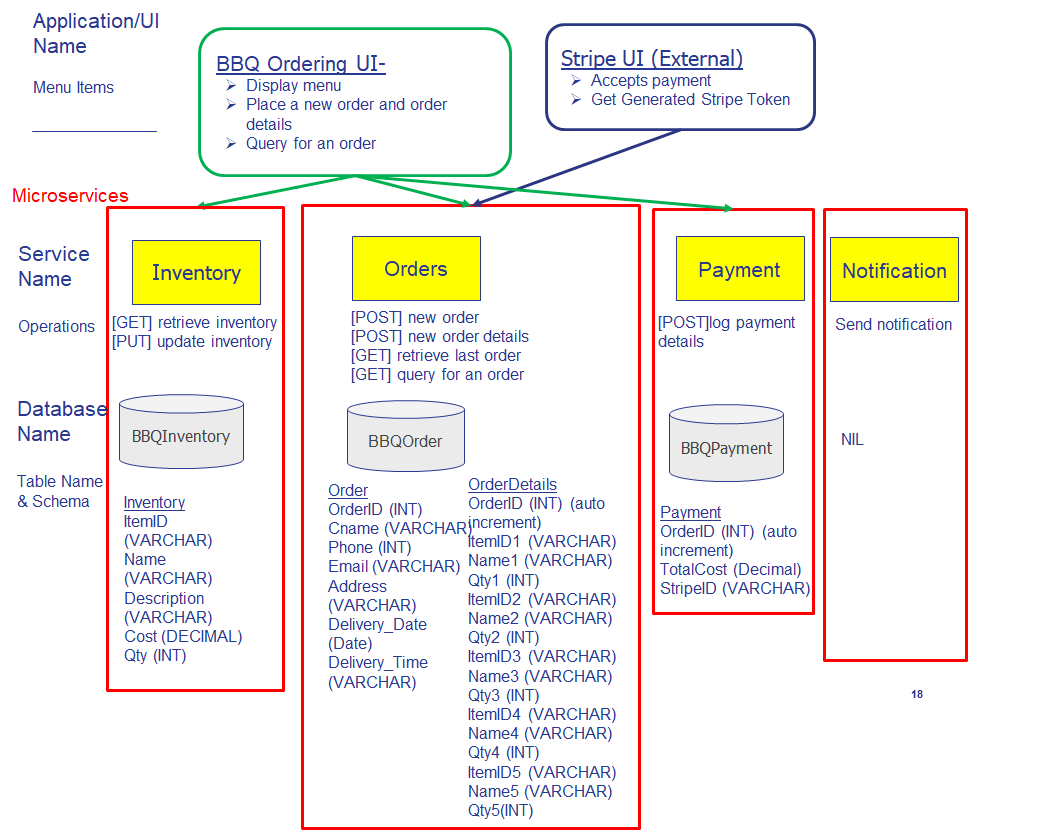 Application/UI
Name
Menu Items
BBQ Ordering UI-
Display menu
Place a new order and order
details
Query for an order
Stripe UI (External)
Accepts payment
Get Generated Stripe Token
Microservices
Service
Name
Operations
Database
Name
Table Name
& Schema
Inventory
[GET] retrieve inventory
[PUT] update inventory
BBQInventory
Inventory
ItemID
(VARCHAR)
Name
(VARCHAR)
Description
(VARCHAR)
Cost (DECIMAL)
Qty (INT)
Orders
[POST] new order
[POST] new order details
[GET] retrieve last order
[GET] query for an order
BBQOrder
Order
OrderID (INT)
Cname (VARCHAR)
Phone (INT)
Email (VARCHAR)
Address
(VARCHAR)
Delivery_Date
(Date)
Delivery_Time
(VARCHAR)
OrderDetails
OrderID (INT) (auto
increment)
ItemID1 (VARCHAR)
Name1 (VARCHAR)
Qty1 (INT)
ItemID2 (VARCHAR)
Name2 (VARCHAR)
Qty2 (INT)
ItemID3 (VARCHAR)
Name3 (VARCHAR)
Qty3 (INT)
ItemID4 (VARCHAR)
Name4 (VARCHAR)
Qty4 (INT)
ItemID5 (VARCHAR)
Name5 (VARCHAR)
Qty5(INT)
Payment
[POST]log payment
details
BBQPayment
Payment
OrderID (INT) (auto
increment)
TotalCost (Decimal)
StripeID (VARCHAR)
Notification
Send notification
NIL
18